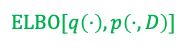 ELBO[q(·), p(·, D)]